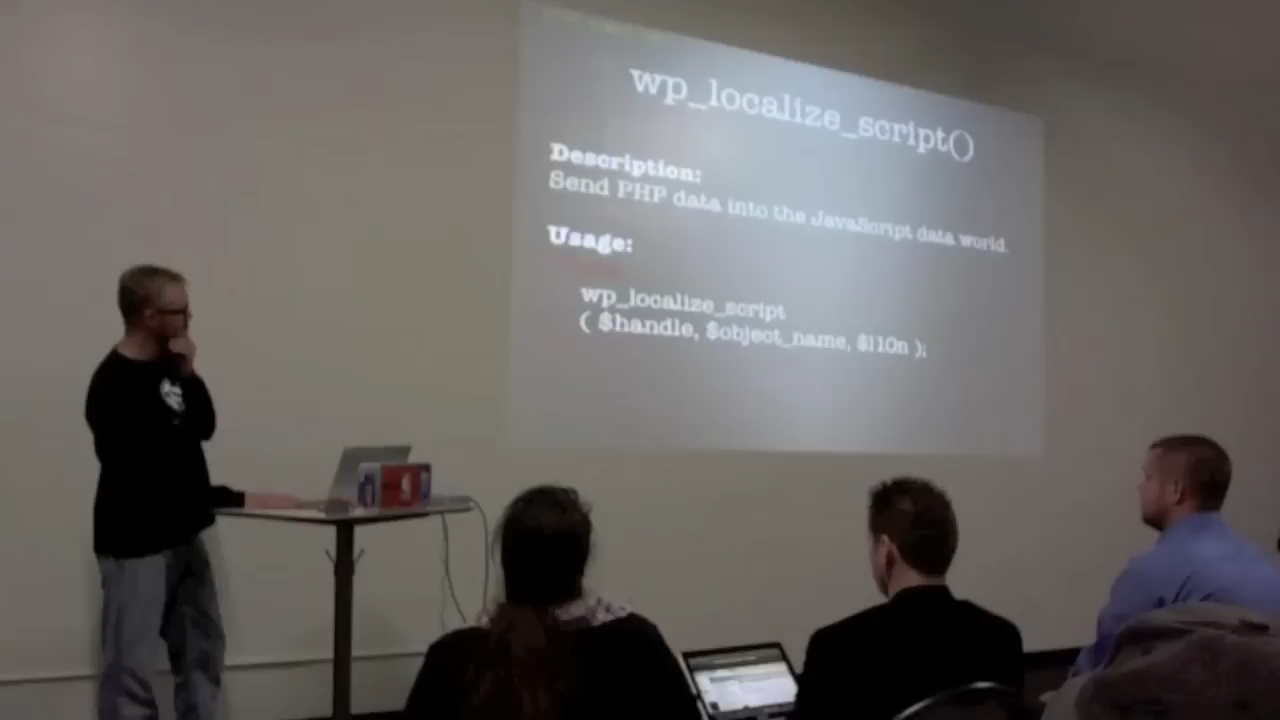 wp_localize_script()
Description:
Send PHP data into the JavaScript data world.
Usage:
wp_localize_script
( $handle, $object_name, $l10n );